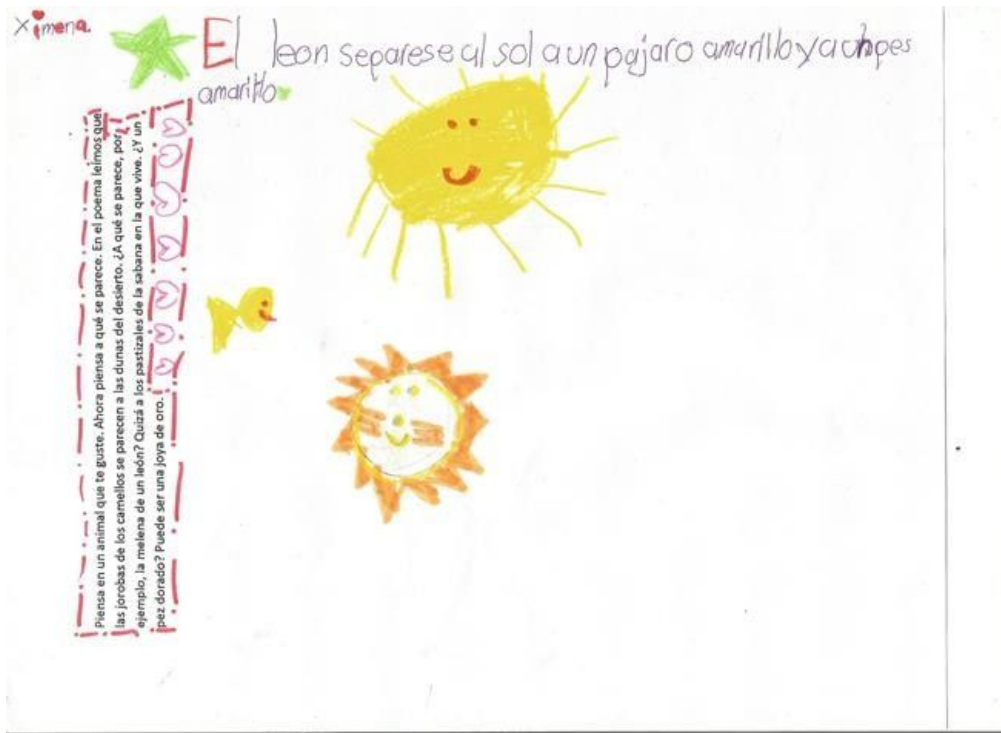 Ximena
El leon separese al sol a un pajaro amarillo y a un pes
amarillo
Piensa en un animal que te guste. Ahora piensa a qué se parece. En el poema leímos que
las jorobas de los camellos se parecen a las dunas del desierto. ¿A qué se parece, por
ejemplo, la melena de un león? Quizá a los pastizales de la sabana en la que vive. ¿Y un
pez dorado? Puede ser una joya de oro.